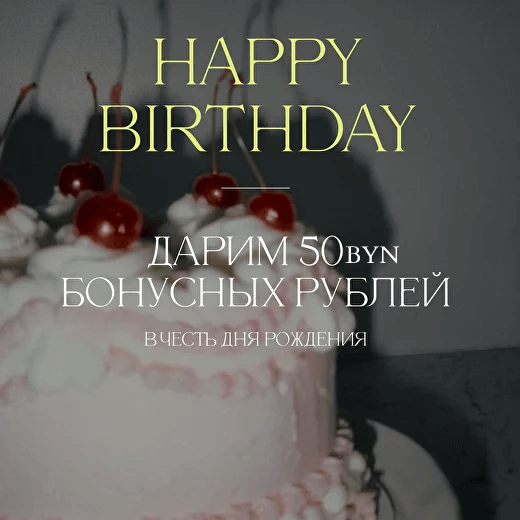 HAPPY
BIRTHDAY
ДАРИМ 50BYN
БОНУСНЫХ РУБЛЕЙ
В ЧЕСТЬ ДНЯ РОЖДЕНИЯ